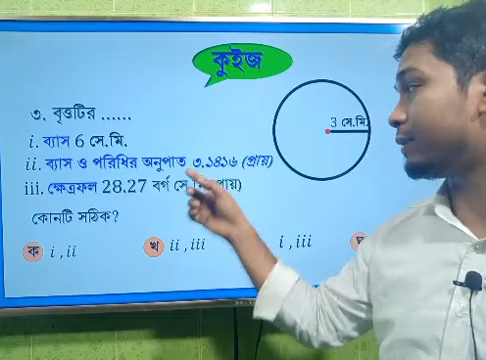 কুইজ
৩. বৃত্তটির ......
3 সে.মি.
i. ব্যাস 6 সে.মি.
ii. ব্যাস ও পরিধির অনুপাত ৩.১৪১৬ (প্রায়)
iii. ক্ষেত্রফল 28.27 বর্গ সে
কোনটি সঠিক?
ক i , ii খ ii , iii i , iii